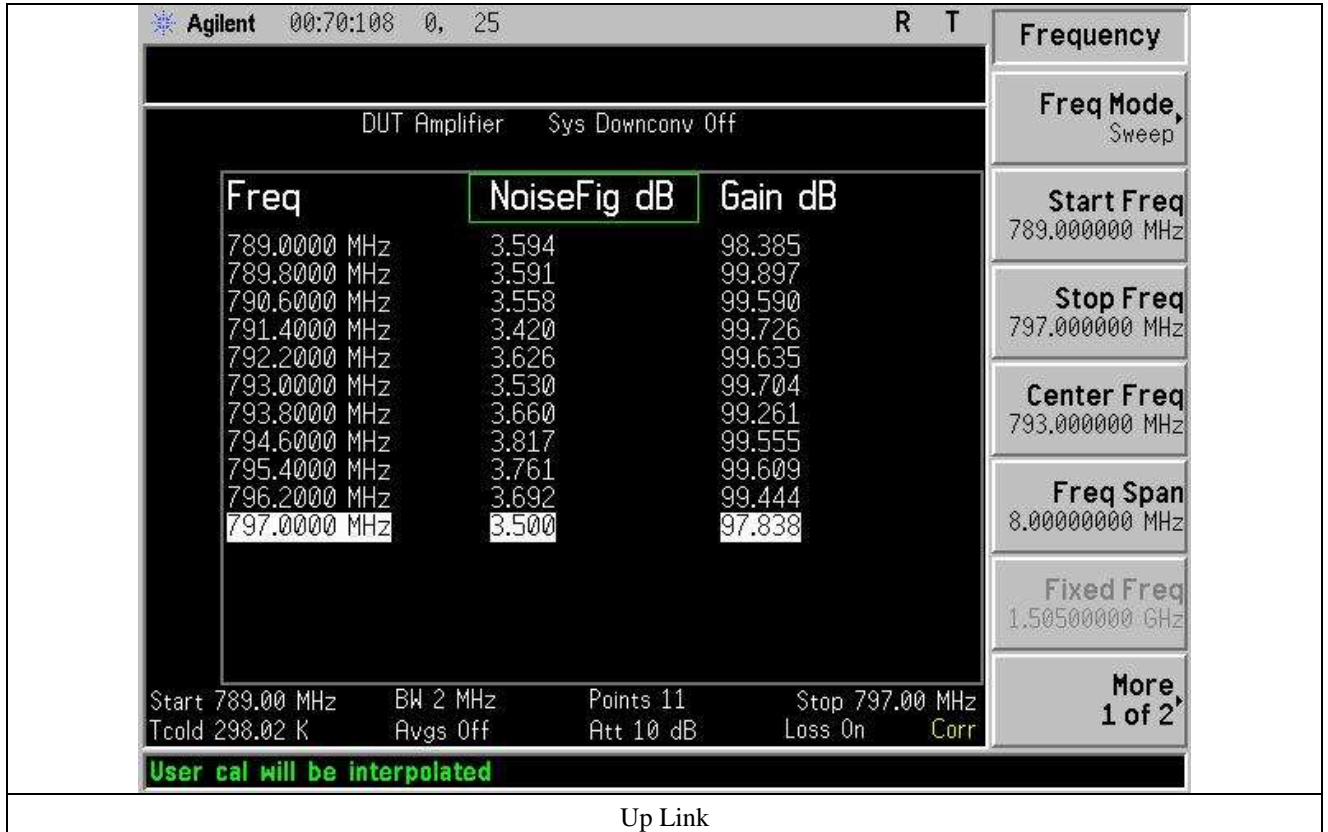 Agilent 00:70:108 0, 25 R T
DUT Amplifier Sys Downconv Off
Freq NoiseFig dB Gain dB
789.0000 MHz 3.594 98.385
789.8000 MHz 3.591 99.897
790.6000 MHz 3.558 99.590
791.4000 MHz 3.420 99.726
792.2000 MHz 3.626 99.635
793.0000 MHz 3.530 99.704
793.8000 MHz 3.660 99.261
794.6000 MHz 3.817 99.555
795.4000 MHz 3.761 99.609
796.2000 MHz 3.692 99.444
797.0000 MHz 3.500 97.838
Start 789.00 MHz BW 2 MHz Points 11 Stop 797.00 MHz
Tcold 298.02 K Avgs Off Att 10 dB Loss On Corr
User cal will be interpolated
Frequency
Freq Mode
Sweep
Start Freq
789.000000 MHz
Stop Freq
797.000000 MHz
Center Freq
793.000000 MHz
Freq Span
8.00000000 MHz
Fixed Freq
1.50500000 GHz
More
1 of 2
Up Link